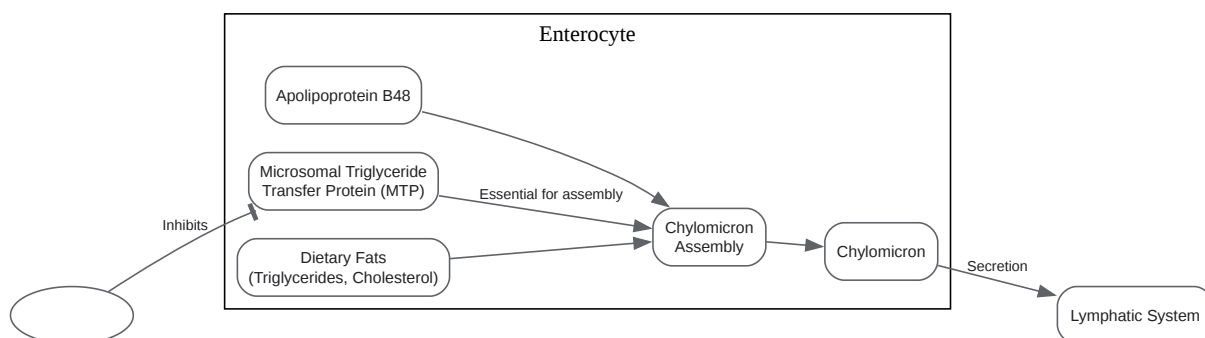 Enterocyte
Apolipoprotein B48
Microsomal Triglyceride
Transfer Protein (MTP)
Essential for assembly
Inhibits
Chylomicron
Assembly
Chylomicron
Dietary Fats
(Triglycerides, Cholesterol)
Secretion
Lymphatic System